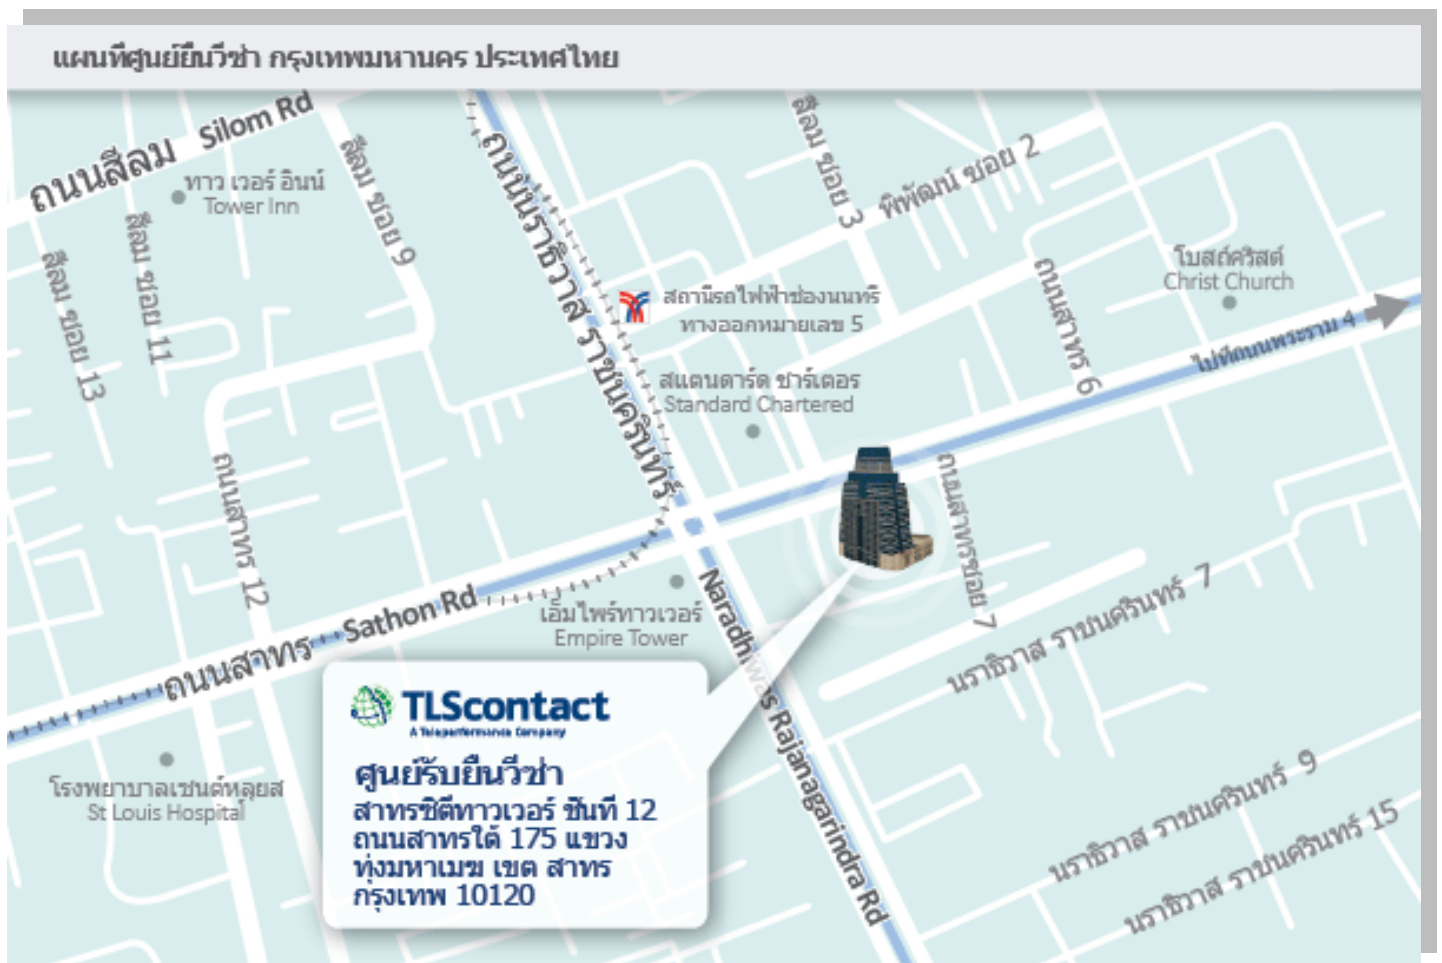 แผนที่ศูนย์ยื่นวีซ่า กรุงเทพมหานคร ประเทศไทย
ถนนสีลม Silom Rd
ทาว เวอร์ อินน์
Tower Inn
สีลม ซอย 9
สีลม ซอย 11
สีลม ซอย 13
ถนนนราธิวาส ราชนครินทร์
สีลม ซอย 3
พิพัฒน์ ซอย 2
สถานีรถไฟฟ้าช่องนนทรี
ทางออกหมายเลข 5
ถนนสาทร 6
โบสถ์คริสต์
Christ Church
ไปที่ถนนพระราม 4
สแตนดาร์ด ชาร์เตอร
Standard Chartered
ถนนสาทร 12
ถนนสาทรซอย 7
นราธิวาส ราชนครินทร์ 7
ถนนสาทร Sathon Rd
เอ็มไพร์ทาวเวอร์
Empire Tower
Naradhiwas Rajanagarindra Rd
TLScontact
A Teleperformance Company
ศูนย์รับยื่นวีซ่า
สาทรซิตี้ทาวเวอร์ ชั้นที่ 12
ถนนสาทรใต้ 175 แขวง
ทุ่งมหาเมฆ เขต สาทร
กรุงเทพ 10120
โรงพยาบาลเซนต์หลุยส
St Louis Hospital
นราธิวาส ราชนครินทร์ 9
นราธิวาส ราชนครินทร์ 15